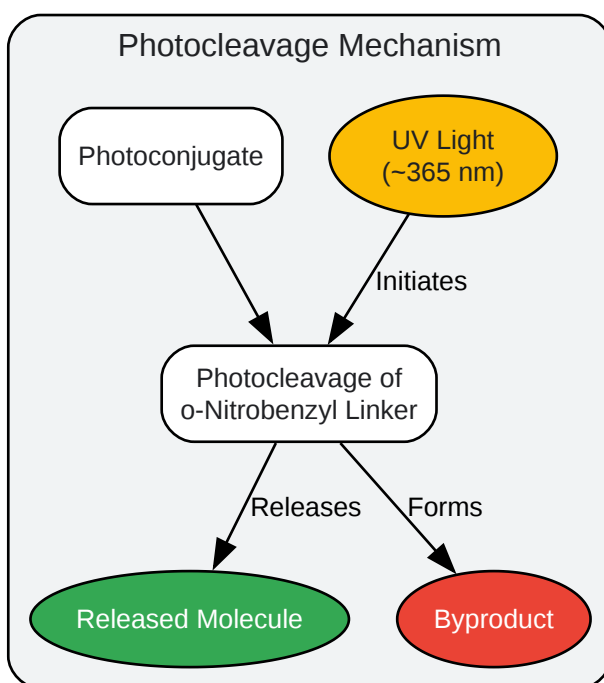 Photocleavage Mechanism
Photoconjugate
UV Light
(~365 nm)
Initiates
Photocleavage of
o-Nitrobenzyl Linker
Releases
Forms
Released Molecule
Byproduct